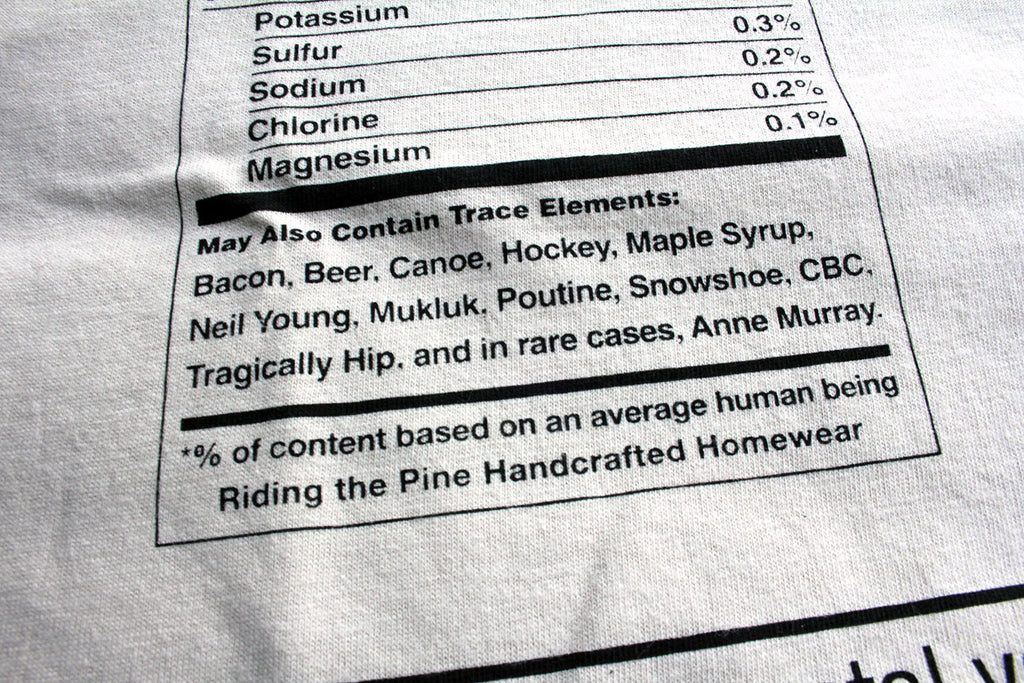 Potassium
Sulfur 0.3%
Sodium 0.2%
Chlorine 0.2%
Magnesium 0.1%
May Also Contain Trace Elements:
Bacon, Beer, Canoe, Hockey, Maple Syrup,
Neil Young, Mukluk, Poutine, Snowshoe, CBC,
Tragically Hip, and in rare cases, Anne Murray.
*% of content based on an average human being
Riding the Pine Handcrafted Homewear